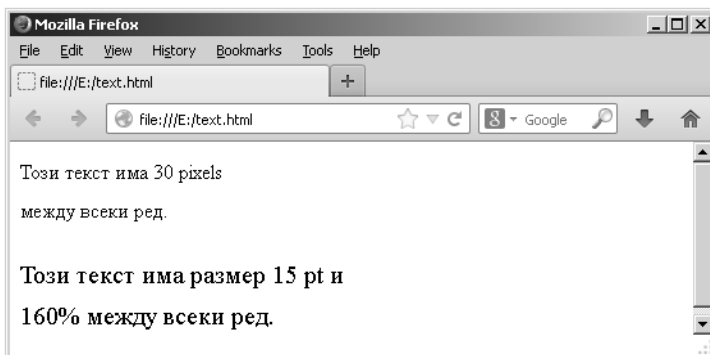 Mozilla Firefox
File Edit View History Bookmarks Tools Help
file:///E:/text.html
file:///E:/text.html Google
Този текст има 30 pixels
между всеки ред.
Този текст има размер 15 pt и
160% между всеки ред.